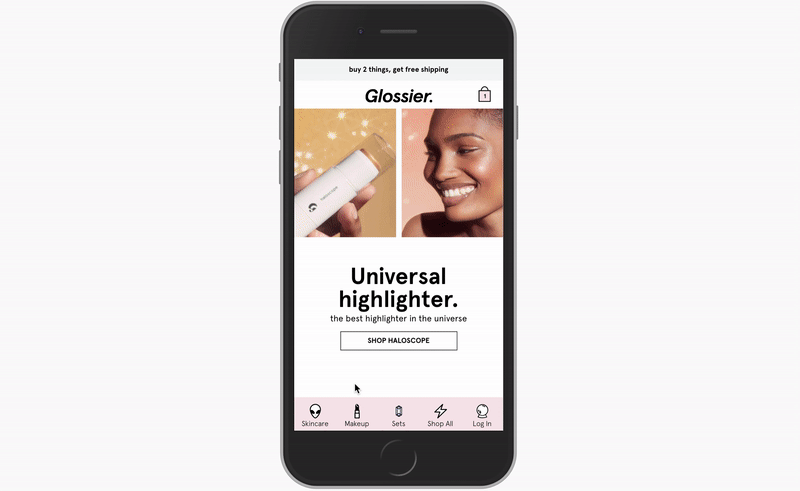 buy 2 things, get free shipping
Glossier.
1
Universal
highlighter.
the best highlighter in the universe
SHOP HALOSCOPE
Skincare
Makeup
Sets
Shop All
Log In